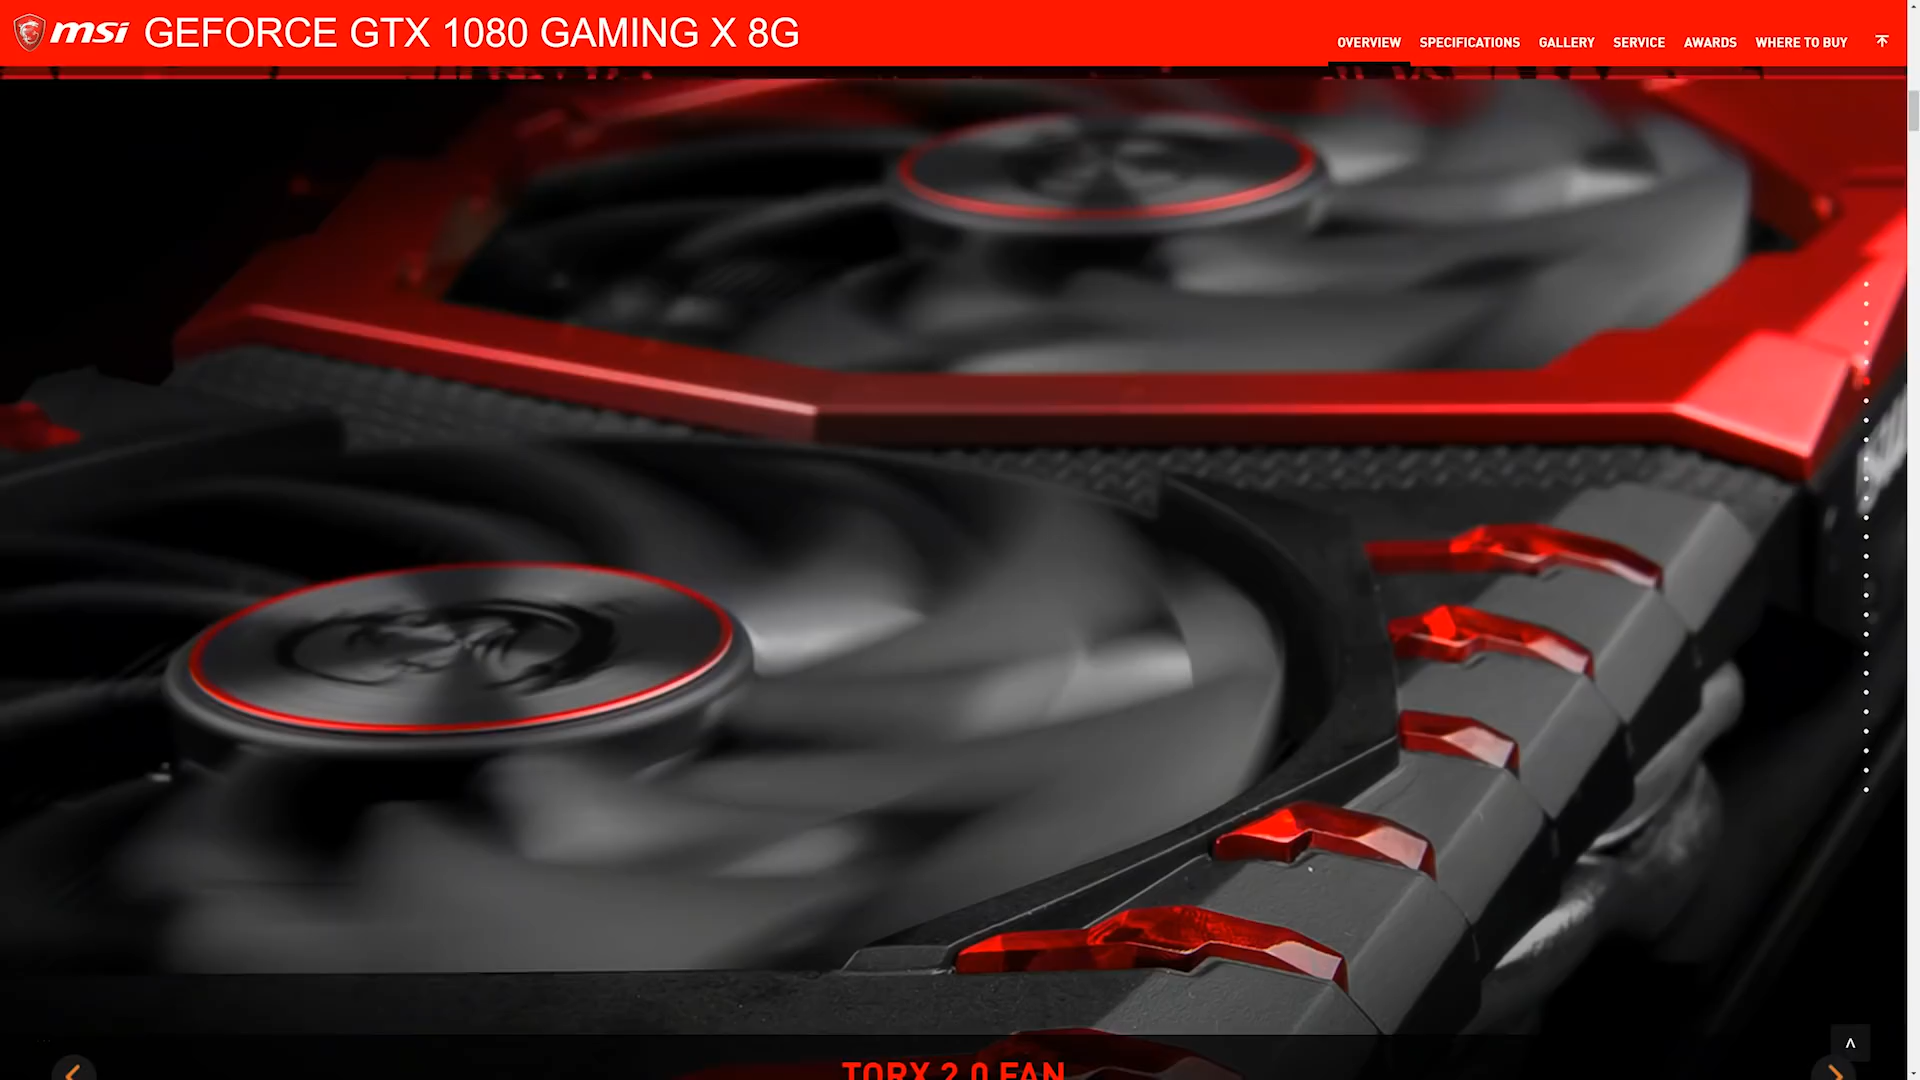 msi GEFORCE GTX 1080 GAMING X 8G
OVERVIEW SPECIFICATIONS GALLERY SERVICE AWARDS WHERE TO BUY
TORX 2.0 FAN